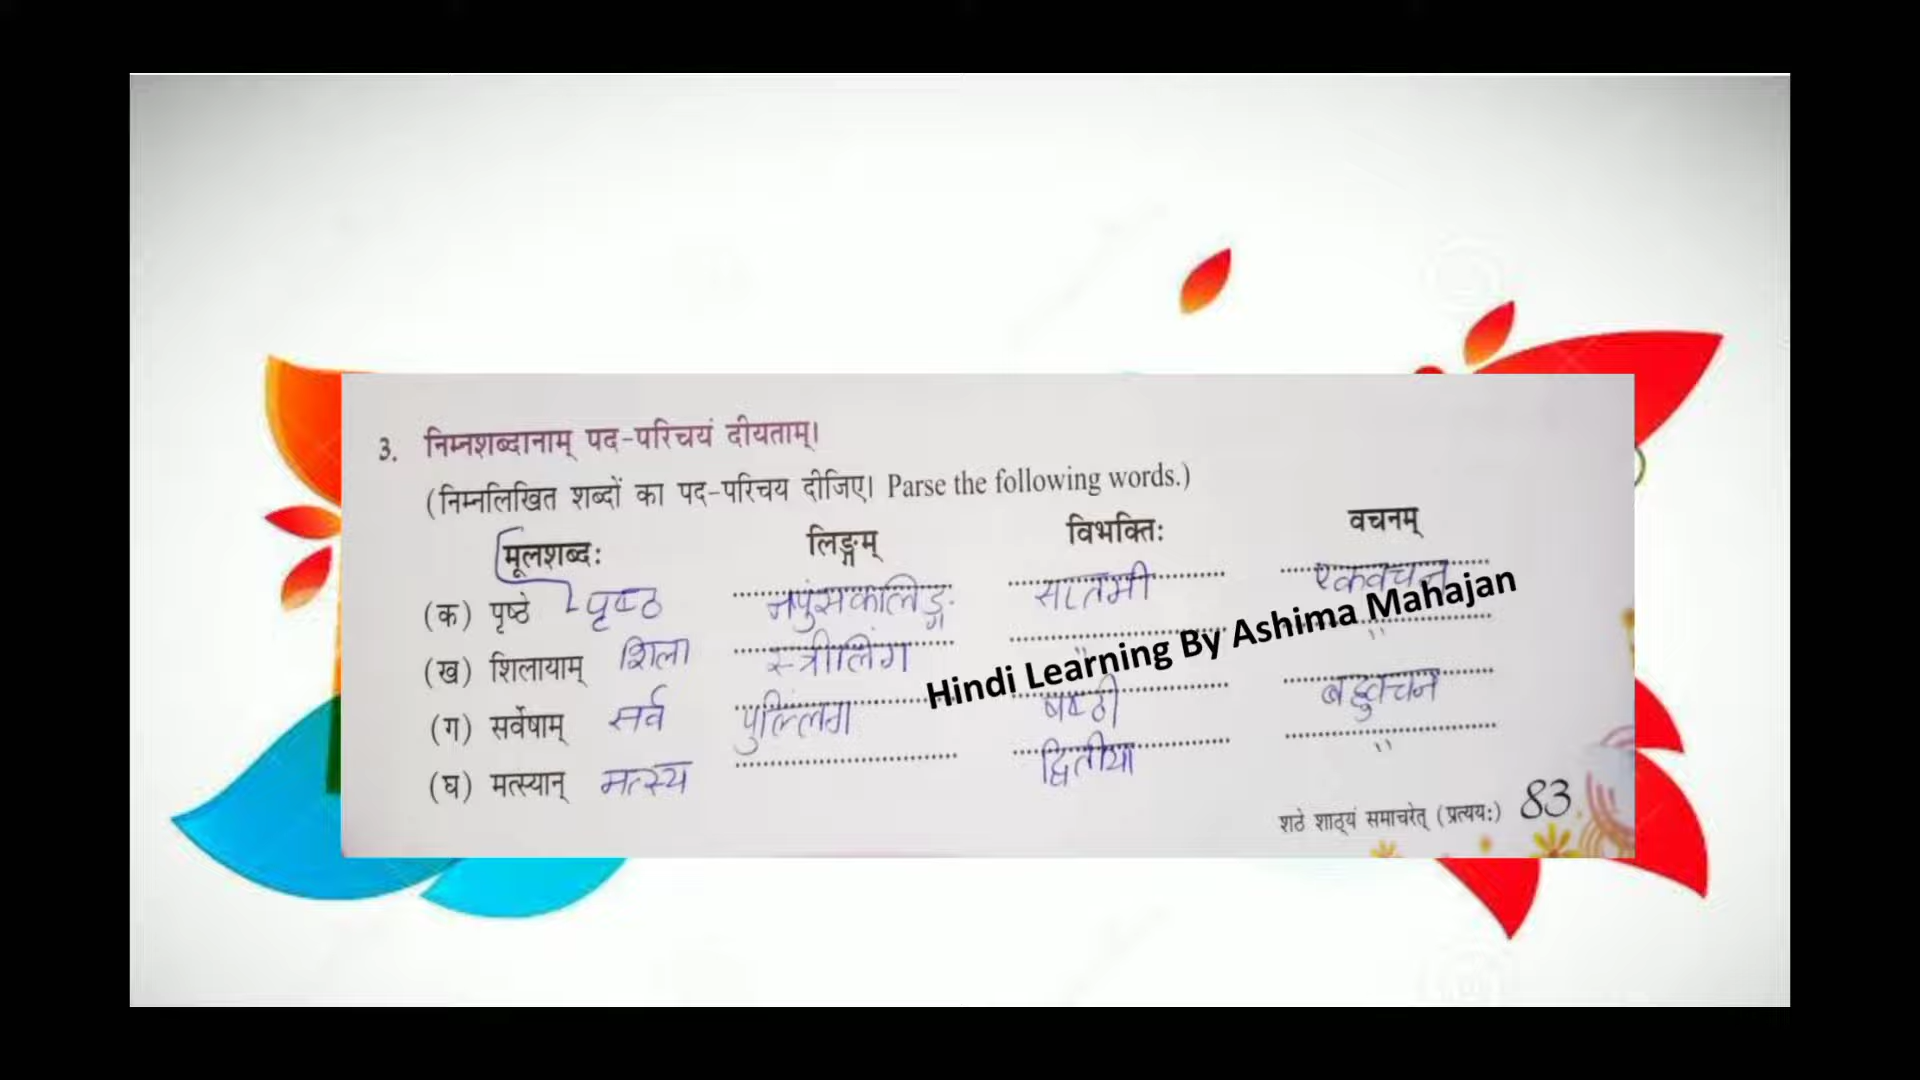 3. निम्नशब्दानाम् पद-परिचयं दीयताम्।
(निम्नलिखित शब्दों का पद-परिचय दीजिए। Parse the following words.)
मूलशब्दः लिङ्गम् विभक्तिः वचनम्
(क) पृष्ठे पृष्ठ नपुंसकलिङ्ग सप्तमी एकवचन
(ख) शिलायाम् शिला स्त्रीलिंग " "
(ग) सर्वेषाम् सर्व पुल्लिंग षष्ठी बहुवचन
(घ) मत्स्यान् मत्स्य द्वितीया "
Hindi Learning By Ashima Mahajan
शठे शाठ्यं समाचरेत् (प्रत्ययः) 83